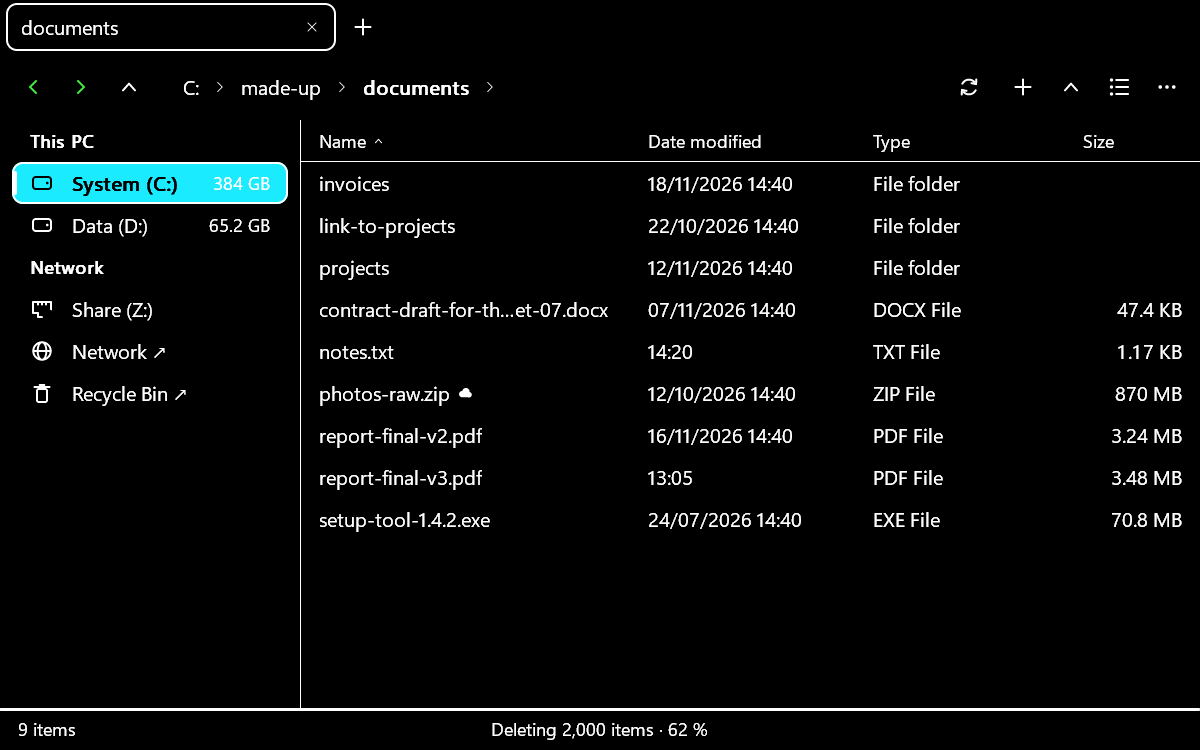 documents
C: made-up documents
This PC
System (C:) 384 GB
Data (D:) 65.2 GB
Network
Share (Z:)
Network ↗
Recycle Bin ↗
Name Date modified Type Size
invoices 18/11/2026 14:40 File folder
link-to-projects 22/10/2026 14:40 File folder
projects 12/11/2026 14:40 File folder
contract-draft-for-th...et-07.docx 07/11/2026 14:40 DOCX File 47.4 KB
notes.txt 14:20 TXT File 1.17 KB
photos-raw.zip 12/10/2026 14:40 ZIP File 870 MB
report-final-v2.pdf 16/11/2026 14:40 PDF File 3.24 MB
report-final-v3.pdf 13:05 PDF File 3.48 MB
setup-tool-1.4.2.exe 24/07/2026 14:40 EXE File 70.8 MB
9 items Deleting 2,000 items · 62 %